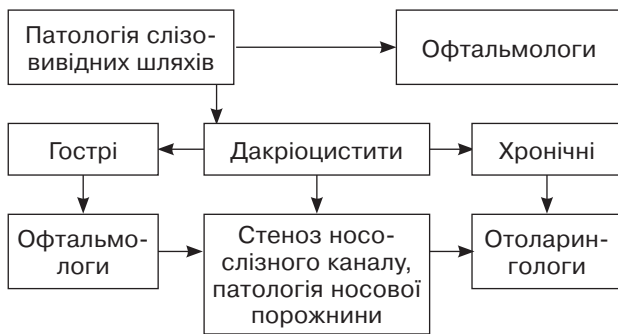 Патологія слізо-
вивідних шляхів
Офтальмологи
Гострі
Дакріоцистити
Хронічні
Офтальмо-
логи
Стеноз носо-
слізного каналу,
патологія носової
порожнини
Отоларин-
гологи